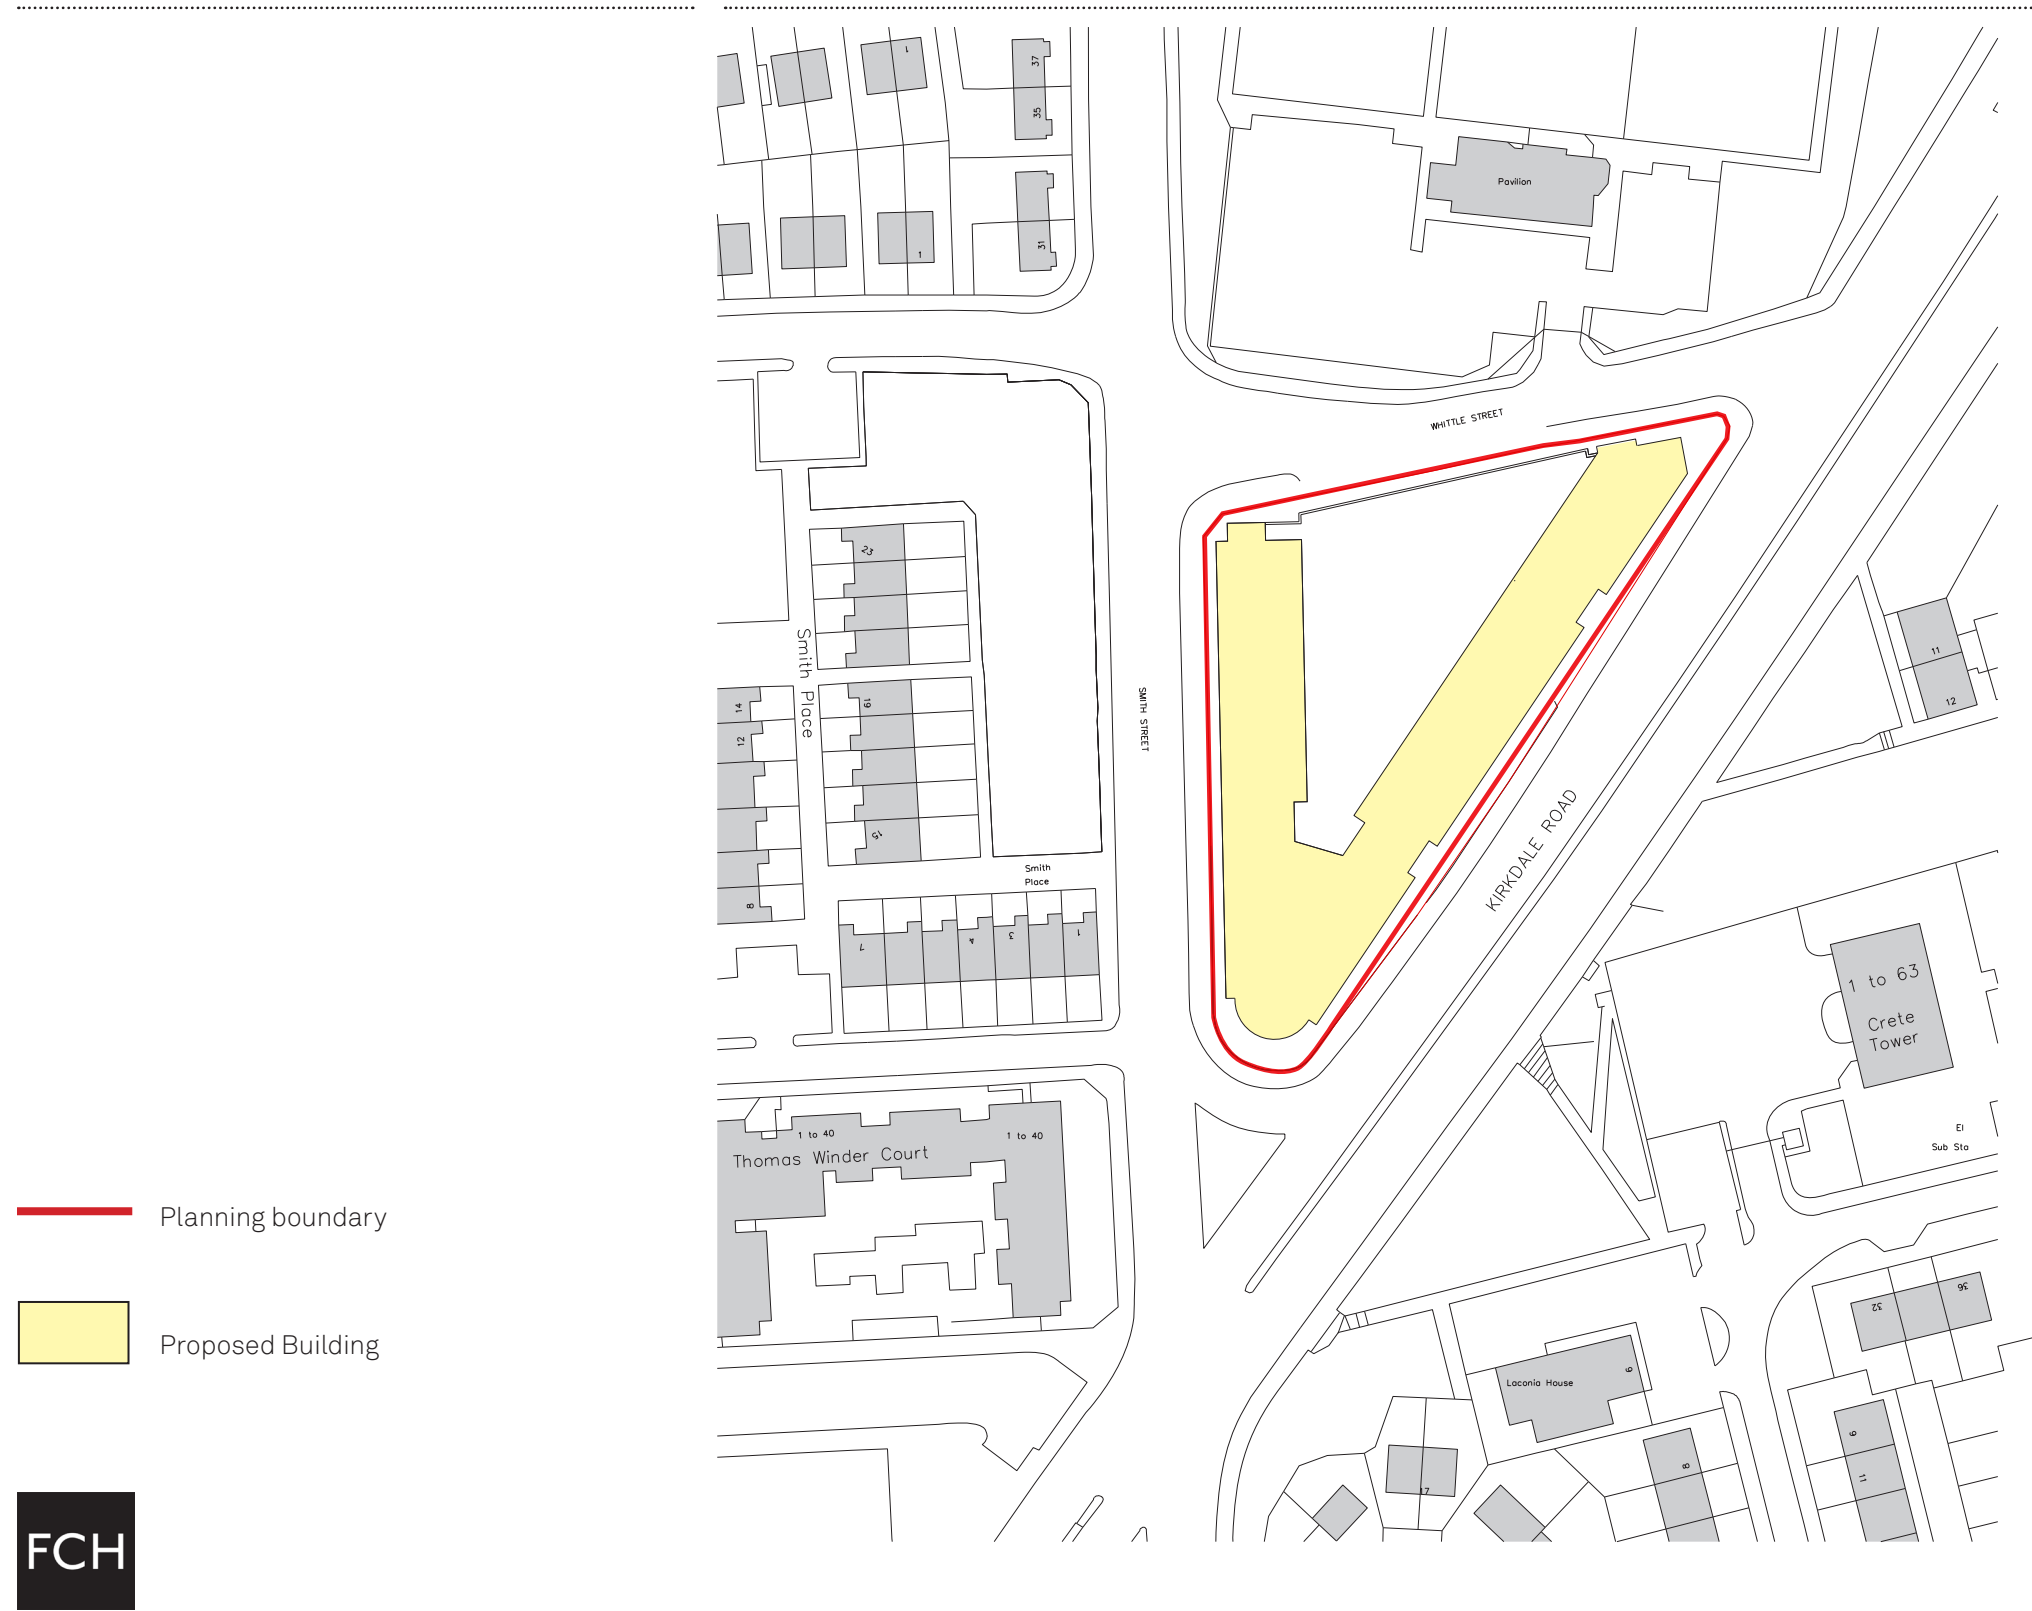 1
37
35
Pavilion
31
1
WHITTLE STREET
23
Smith Place
19
14
12
SMITH STREET
11
12
15
KIRKDALE ROAD
Smith
Place
8
7
4
3
1
1 to 63
Crete
Tower
1 to 40
1 to 40
Thomas Winder Court
El
Sub Sta
Planning boundary
Proposed Building
32
36
Laconia House
9
17
8
9
11
FCH